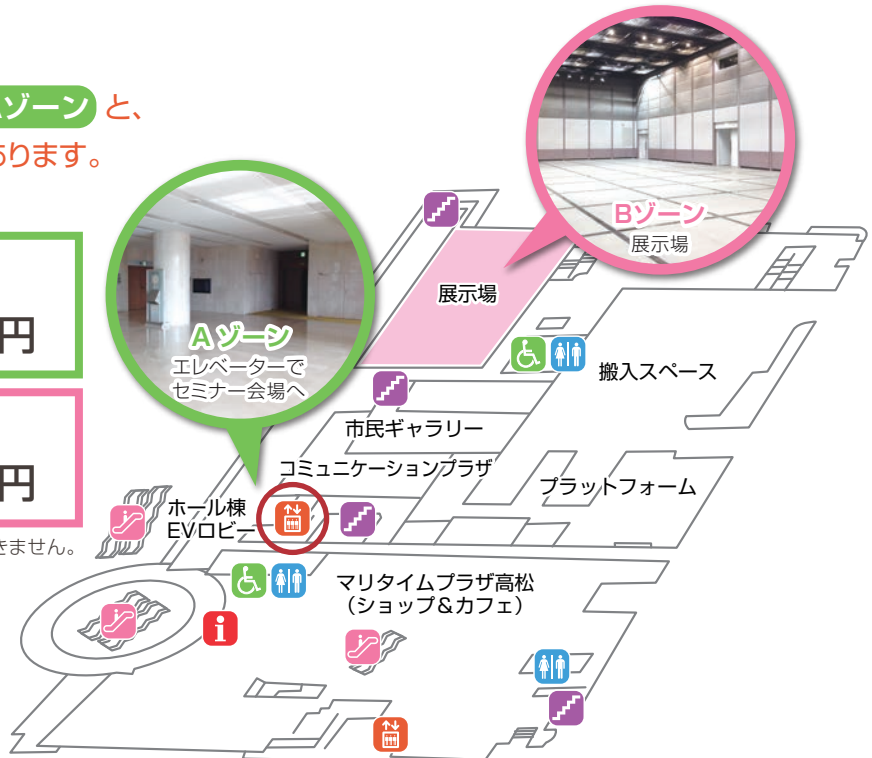 ゾーン と、
あります。
円
円
きません。
Bゾーン
展示場
Aゾーン
エレベーターで
セミナー会場へ
展示場
搬入スペース
市民ギャラリー
コミュニケーションプラザ
プラットフォーム
ホール棟
EVロビー
マリタイムプラザ高松
（ショップ＆カフェ）
i